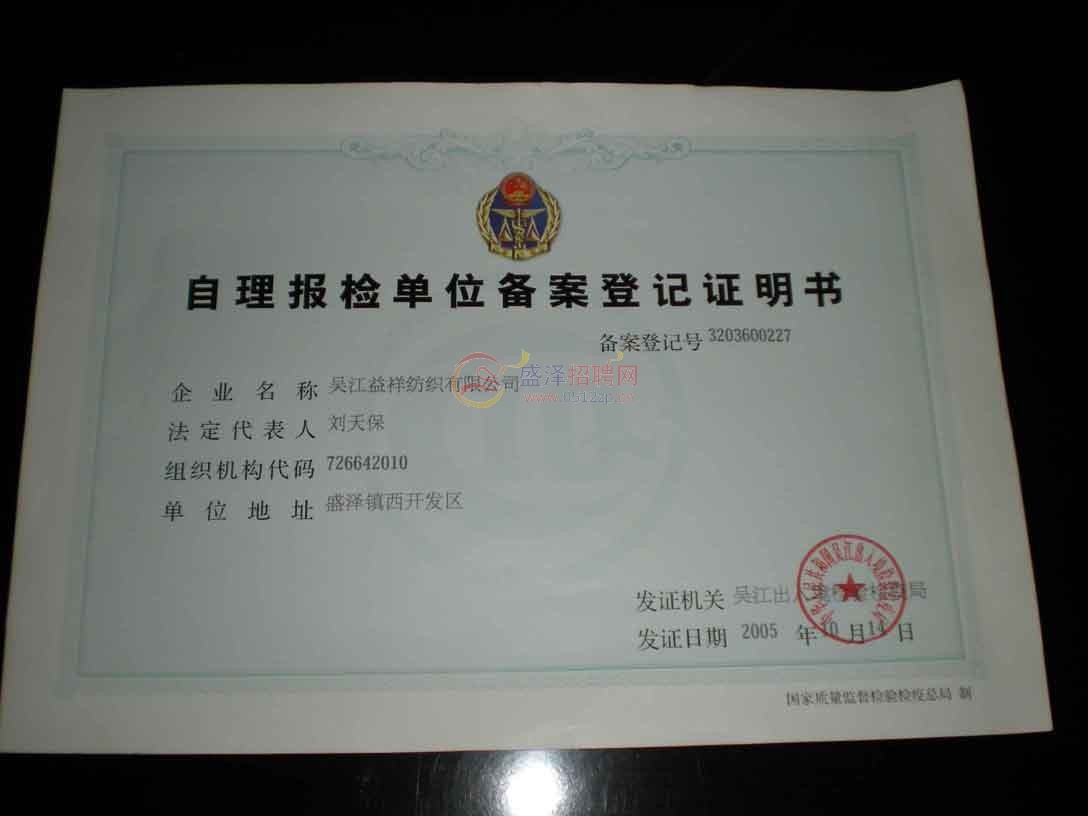 自理报检单位备案登记证明书
备案登记号 3203600227
企业名称 吴江益祥纺织有限公司
盛泽招聘网
www.05122p.cn
法定代表人 刘天保
组织机构代码 726642010
单位地址 盛泽镇西开发区
发证机关 吴江出入境检验检疫局
发证日期 2005 年 10 月 14 日
国家质量监督检验检疫总局 制